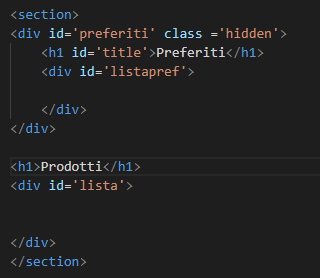 <section>
<div id='preferiti' class ='hidden'>
<h1 id='title'>Preferiti</h1>
<div id='listapref'>
</div>
</div>
<h1>Prodotti</h1>
<div id='lista'>
</div>
</section>